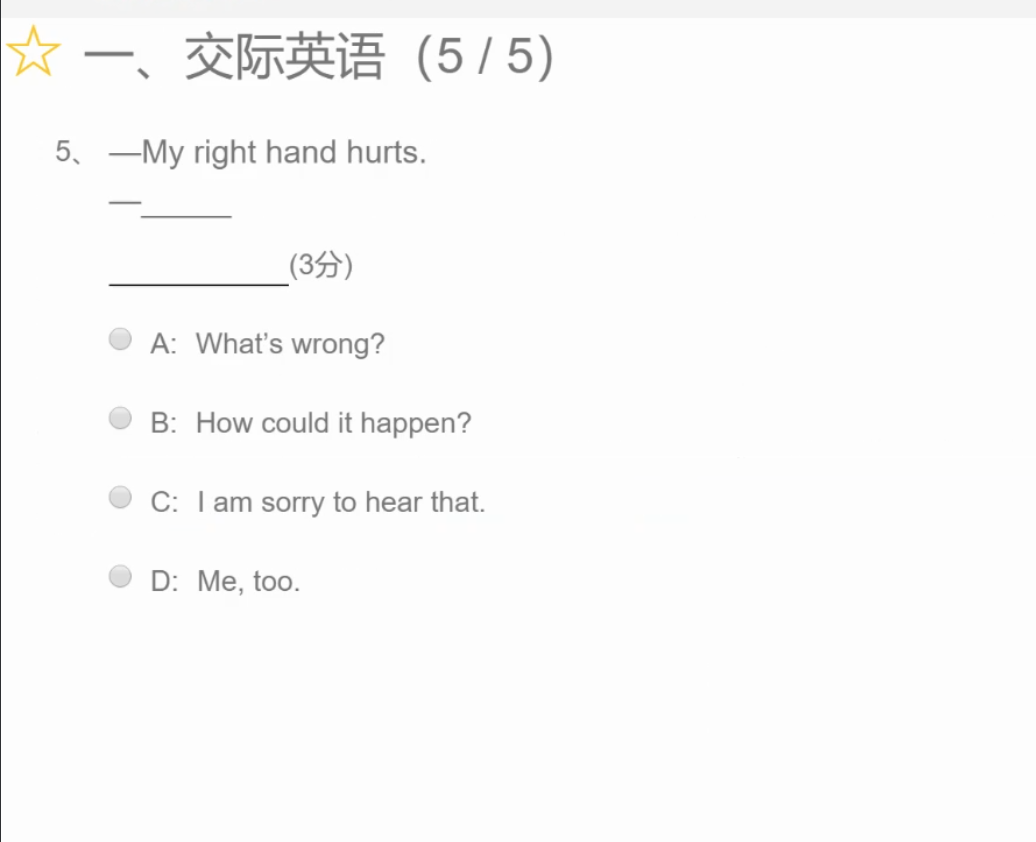 一、交际英语(5 / 5)
5、 —My right hand hurts.
—______
____________(3分)
A: What's wrong?
B: How could it happen?
C: I am sorry to hear that.
D: Me, too.